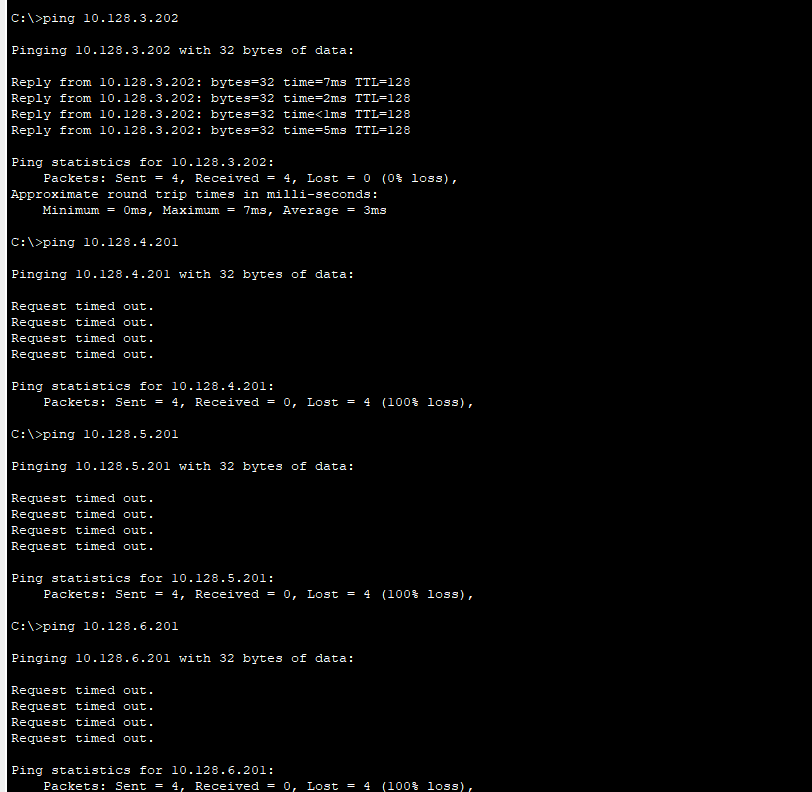 C:\>ping 10.128.3.202
Pinging 10.128.3.202 with 32 bytes of data:
Reply from 10.128.3.202: bytes=32 time=7ms TTL=128
Reply from 10.128.3.202: bytes=32 time=2ms TTL=128
Reply from 10.128.3.202: bytes=32 time<1ms TTL=128
Reply from 10.128.3.202: bytes=32 time=5ms TTL=128
Ping statistics for 10.128.3.202:
    Packets: Sent = 4, Received = 4, Lost = 0 (0% loss),
Approximate round trip times in milli-seconds:
    Minimum = 0ms, Maximum = 7ms, Average = 3ms
C:\>ping 10.128.4.201
Pinging 10.128.4.201 with 32 bytes of data:
Request timed out.
Request timed out.
Request timed out.
Request timed out.
Ping statistics for 10.128.4.201:
    Packets: Sent = 4, Received = 0, Lost = 4 (100% loss),
C:\>ping 10.128.5.201
Pinging 10.128.5.201 with 32 bytes of data:
Request timed out.
Request timed out.
Request timed out.
Request timed out.
Ping statistics for 10.128.5.201:
    Packets: Sent = 4, Received = 0, Lost = 4 (100% loss),
C:\>ping 10.128.6.201
Pinging 10.128.6.201 with 32 bytes of data:
Request timed out.
Request timed out.
Request timed out.
Request timed out.
Ping statistics for 10.128.6.201:
    Packets: Sent = 4, Received = 0, Lost = 4 (100% loss),